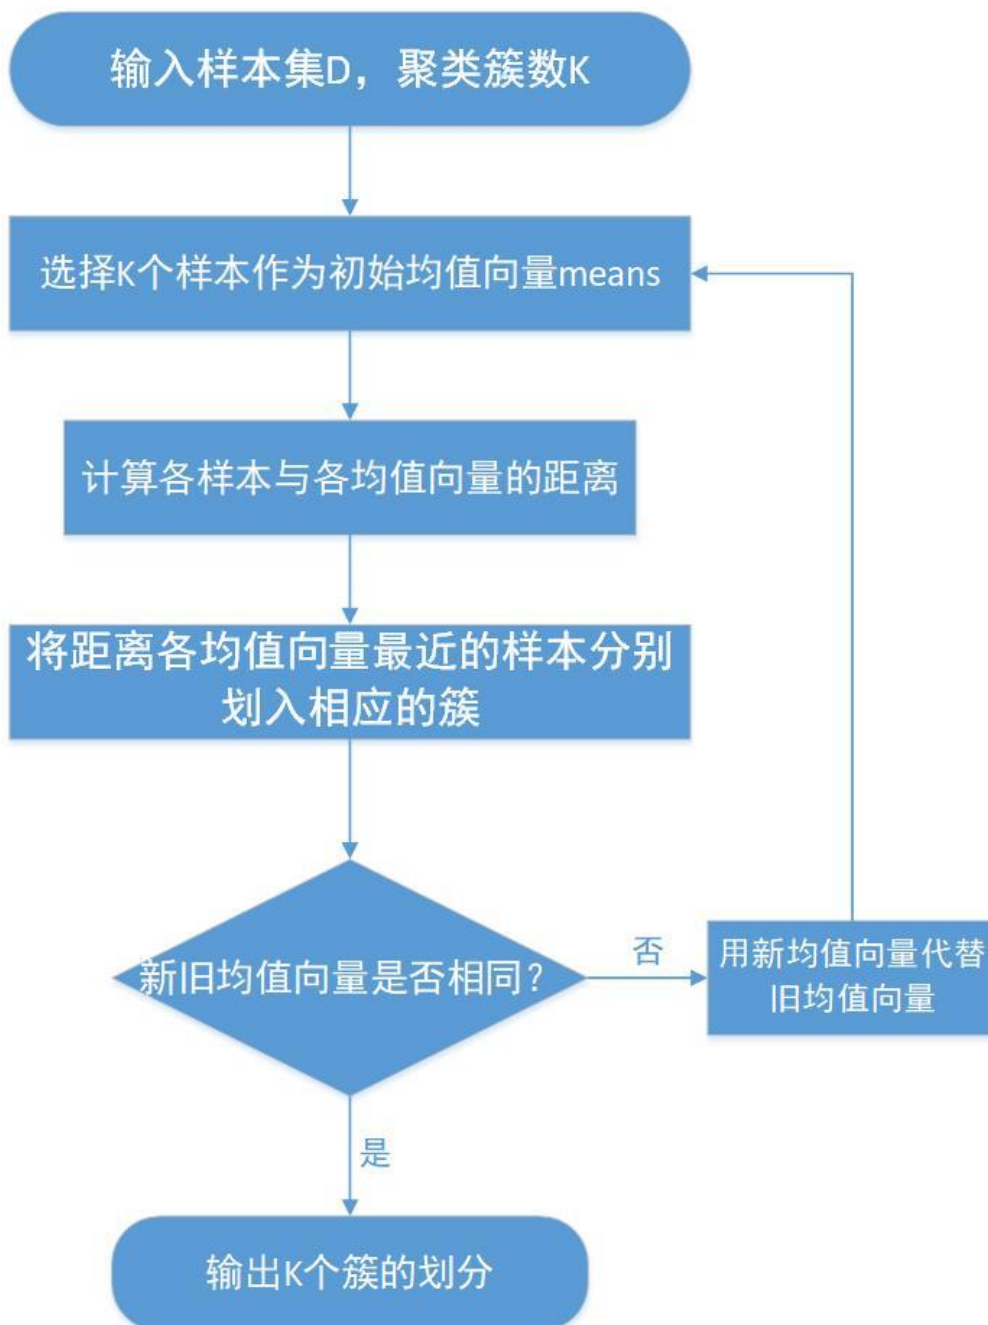 输入样本集D，聚类簇数K
选择K个样本作为初始均值向量means
计算各样本与各均值向量的距离
将距离各均值向量最近的样本分别
划入相应的簇
新旧均值向量是否相同？
否
用新均值向量代替
旧均值向量
是
输出K个簇的划分